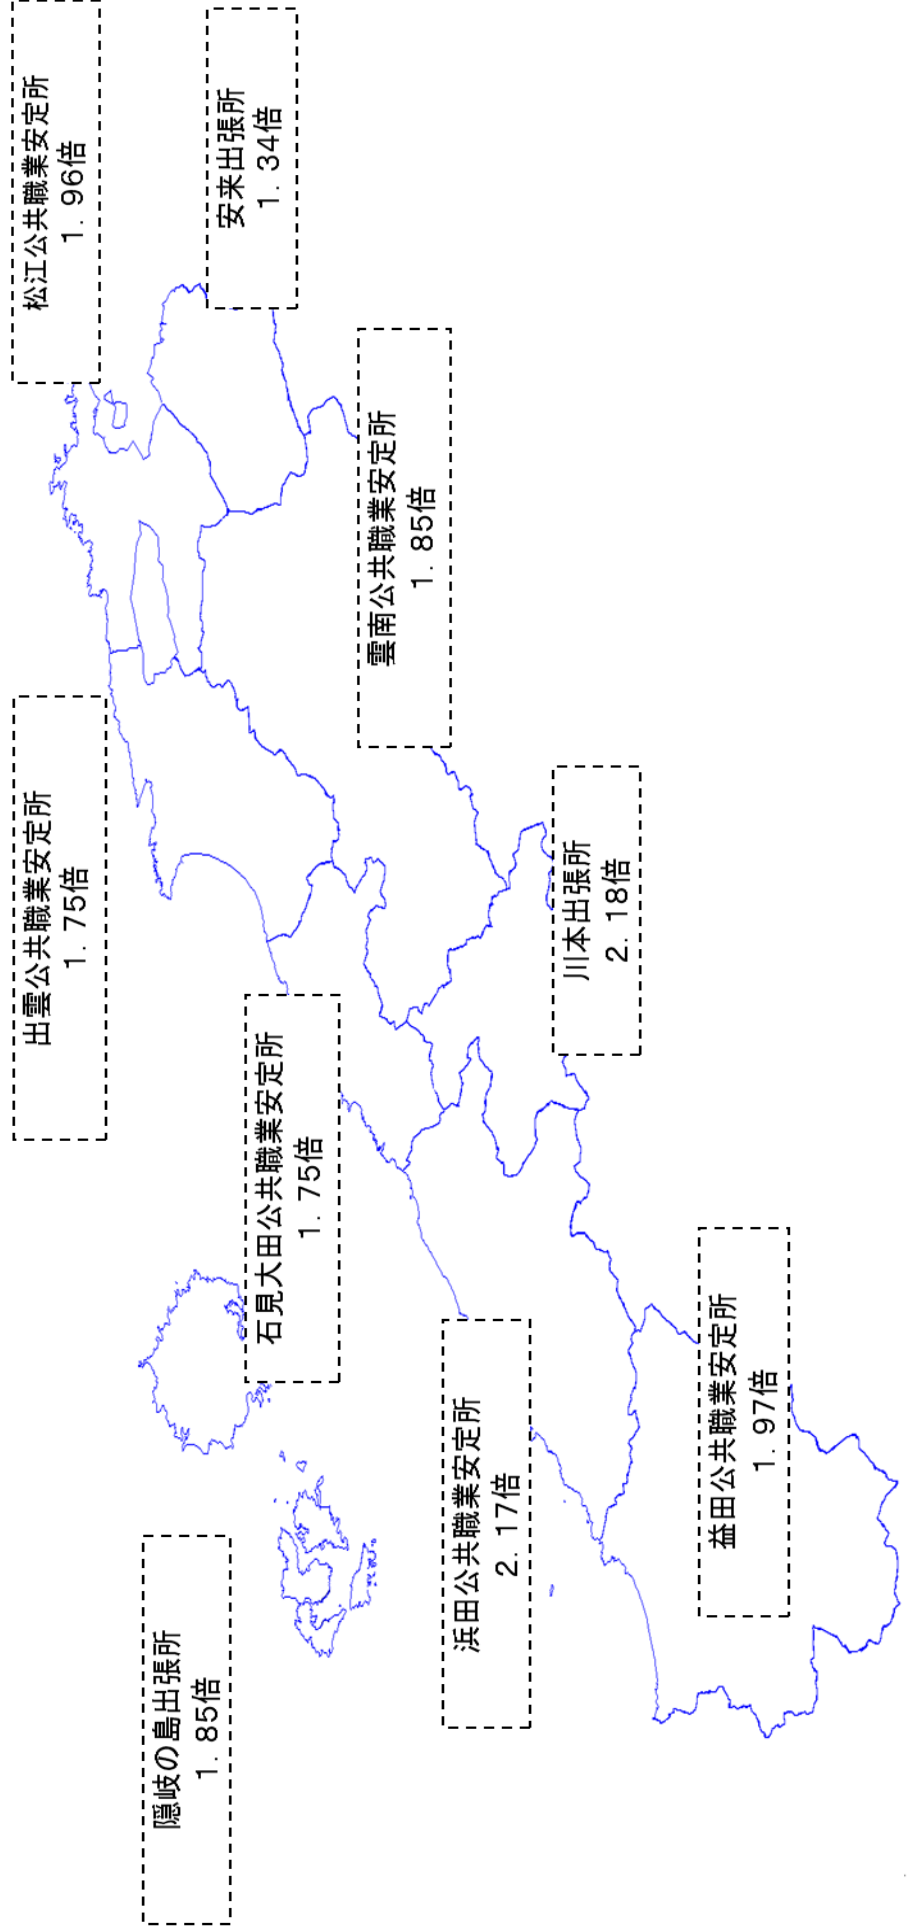 隠岐の島出張所
1. 85倍
出雲公共職業安定所
1. 75倍
松江公共職業安定所
1. 96倍
安来出張所
1. 34倍
石見大田公共職業安定所
1. 75倍
雲南公共職業安定所
1. 85倍
浜田公共職業安定所
2. 17倍
川本出張所
2. 18倍
益田公共職業安定所
1. 97倍